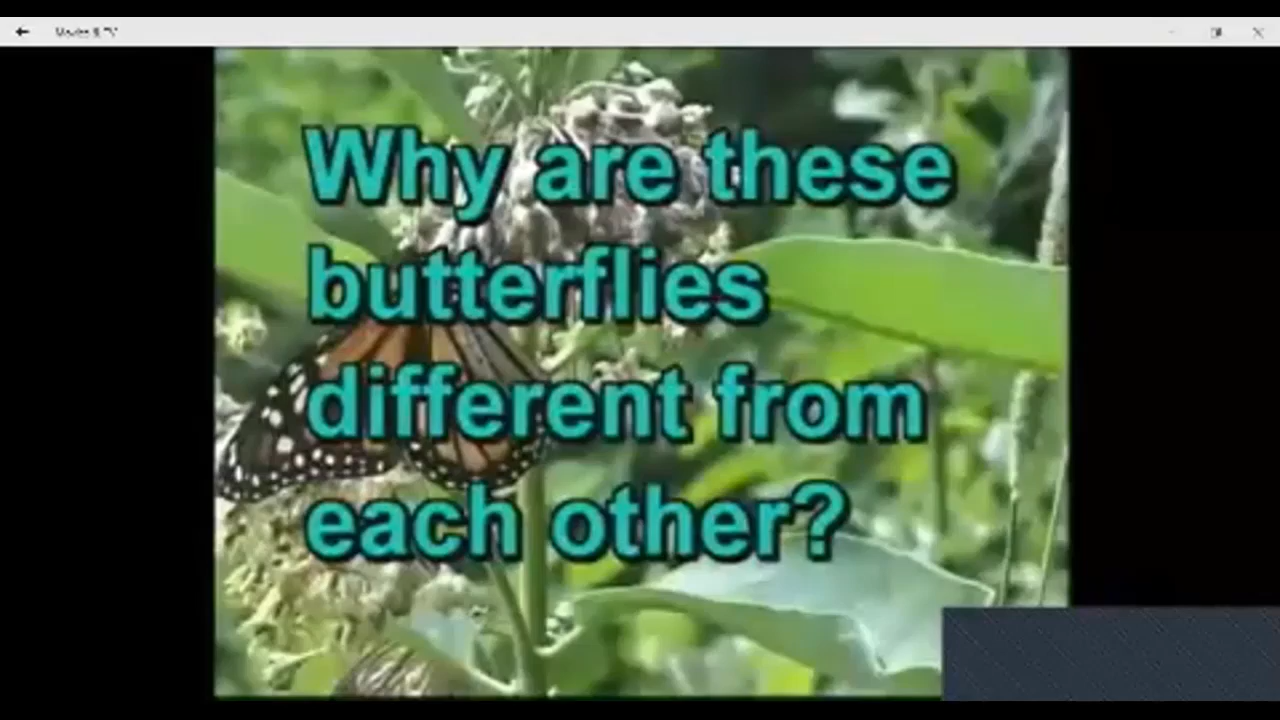 Why are these
butterflies
different from
each other?